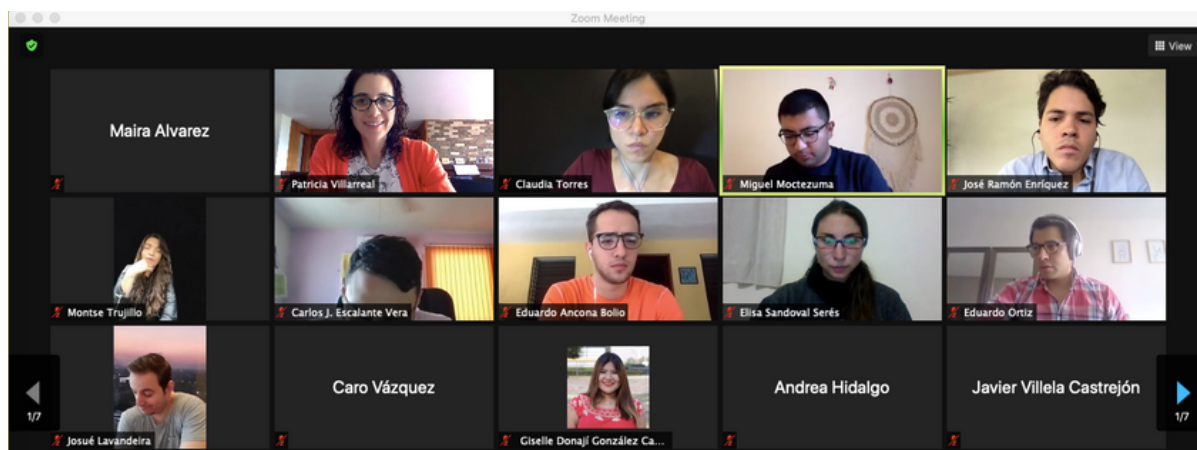 Zoom Meeting
View
Maira Alvarez
Patricia Villarreal
Claudia Torres
Miguel Moctezuma
José Ramón Enríquez
Montse Trujillo
Carlos J. Escalante Vera
Eduardo Ancona Bolio
Elisa Sandoval Serés
Eduardo Ortiz
1/7
Josué Lavandeira
Caro Vázquez
Giselle Donají González Ca...
Andrea Hidalgo
Javier Villela Castrejón
1/7